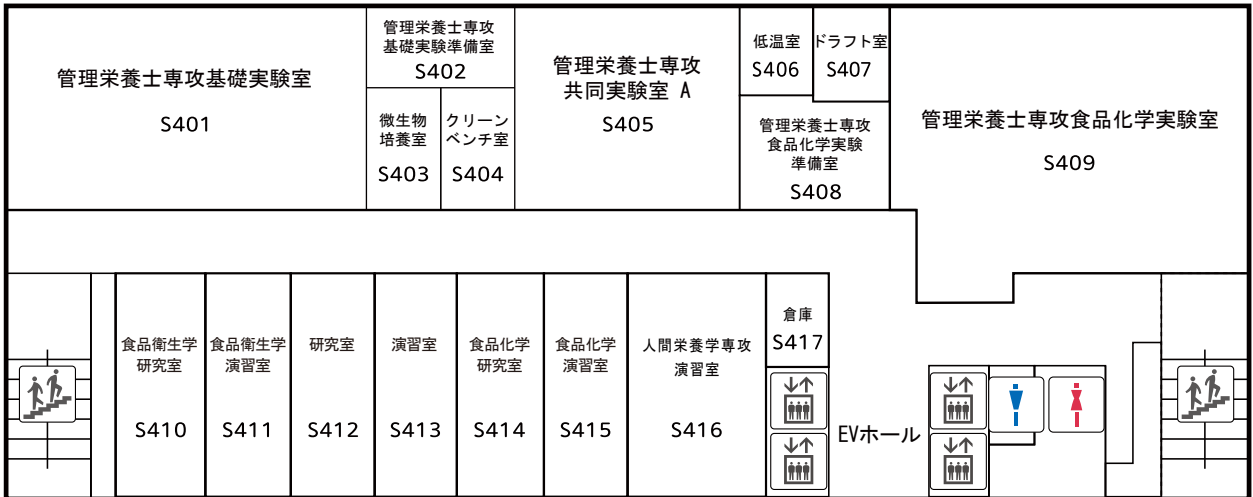 管理栄養士専攻基礎実験室
S401
管理栄養士専攻
基礎実験準備室
S402
微生物
培養室
S403
クリーン
ベンチ室
S404
管理栄養士専攻
共同実験室 A
S405
低温室
S406
ドラフト室
S407
管理栄養士専攻
食品化学実験
準備室
S408
管理栄養士専攻食品化学実験室
S409
食品衛生学
研究室
S410
食品衛生学
演習室
S411
研究室
S412
演習室
S413
食品化学
研究室
S414
食品化学
演習室
S415
人間栄養学専攻
演習室
S416
倉庫
S417
EVホール